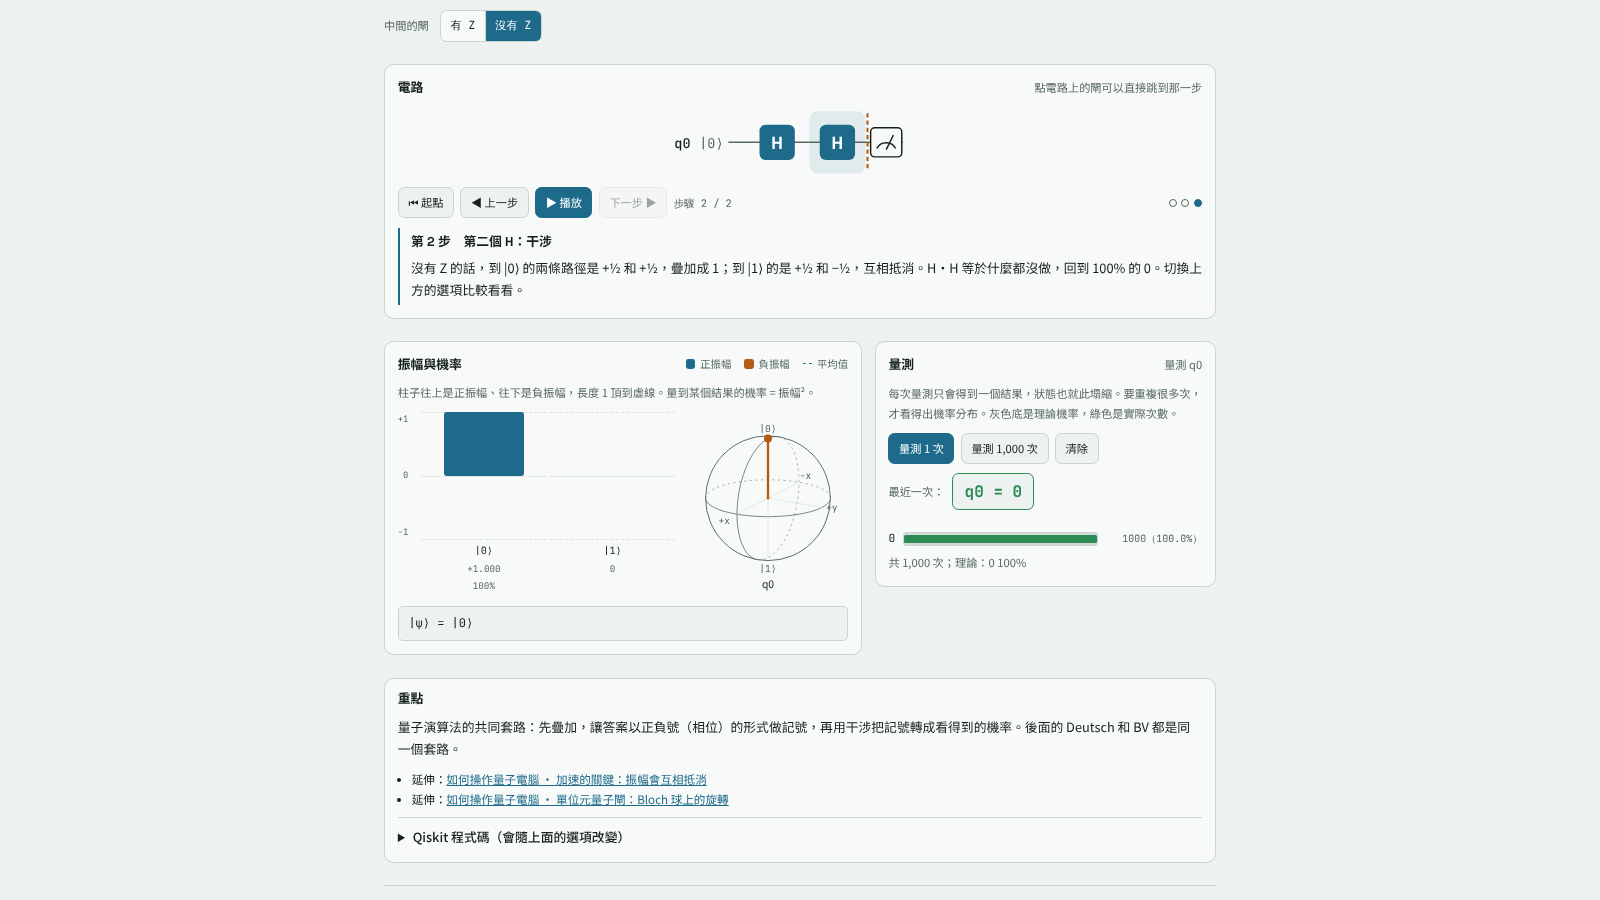 中間的閘 有 Z 沒有 Z
電路 點電路上的閘可以直接跳到那一步
q0 |0⟩ H H
⏮ 起點 ◀ 上一步 ▶ 播放 下一步 ▶ 步驟 2 / 2
第 2 步 第二個 H：干涉
沒有 Z 的話，到 |0⟩ 的兩條路徑是 +½ 和 +½，疊加成 1；到 |1⟩ 的是 +½ 和 −½，互相抵消。H·H 等於什麼都沒做，回到 100% 的 0。切換上
方的選項比較看看。
振幅與機率 正振幅 負振幅 平均值
柱子往上是正振幅、往下是負振幅，長度 1 頂到虛線。量到某個結果的機率 = 振幅²。
+1
0
-1
|0⟩ |1⟩
+1.000 0
100%
|0⟩
-x
+y
+x
|1⟩
q0
|ψ⟩ = |0⟩
量測 量測 q0
每次量測只會得到一個結果，狀態也就此塌縮。要重複很多次，
才看得出機率分布。灰色底是理論機率，綠色是實際次數。
量測 1 次 量測 1,000 次 清除
最近一次： q0 = 0
0 1000（100.0%）
共 1,000 次；理論：0 100%
重點
量子演算法的共同套路：先疊加，讓答案以正負號（相位）的形式做記號，再用干涉把記號轉成看得到的機率。後面的 Deutsch 和 BV 都是同
一個套路。
• 延伸：如何操作量子電腦 · 加速的關鍵：振幅會互相抵消
• 延伸：如何操作量子電腦 · 單位元量子閘：Bloch 球上的旋轉
▶ Qiskit 程式碼（會隨上面的選項改變）